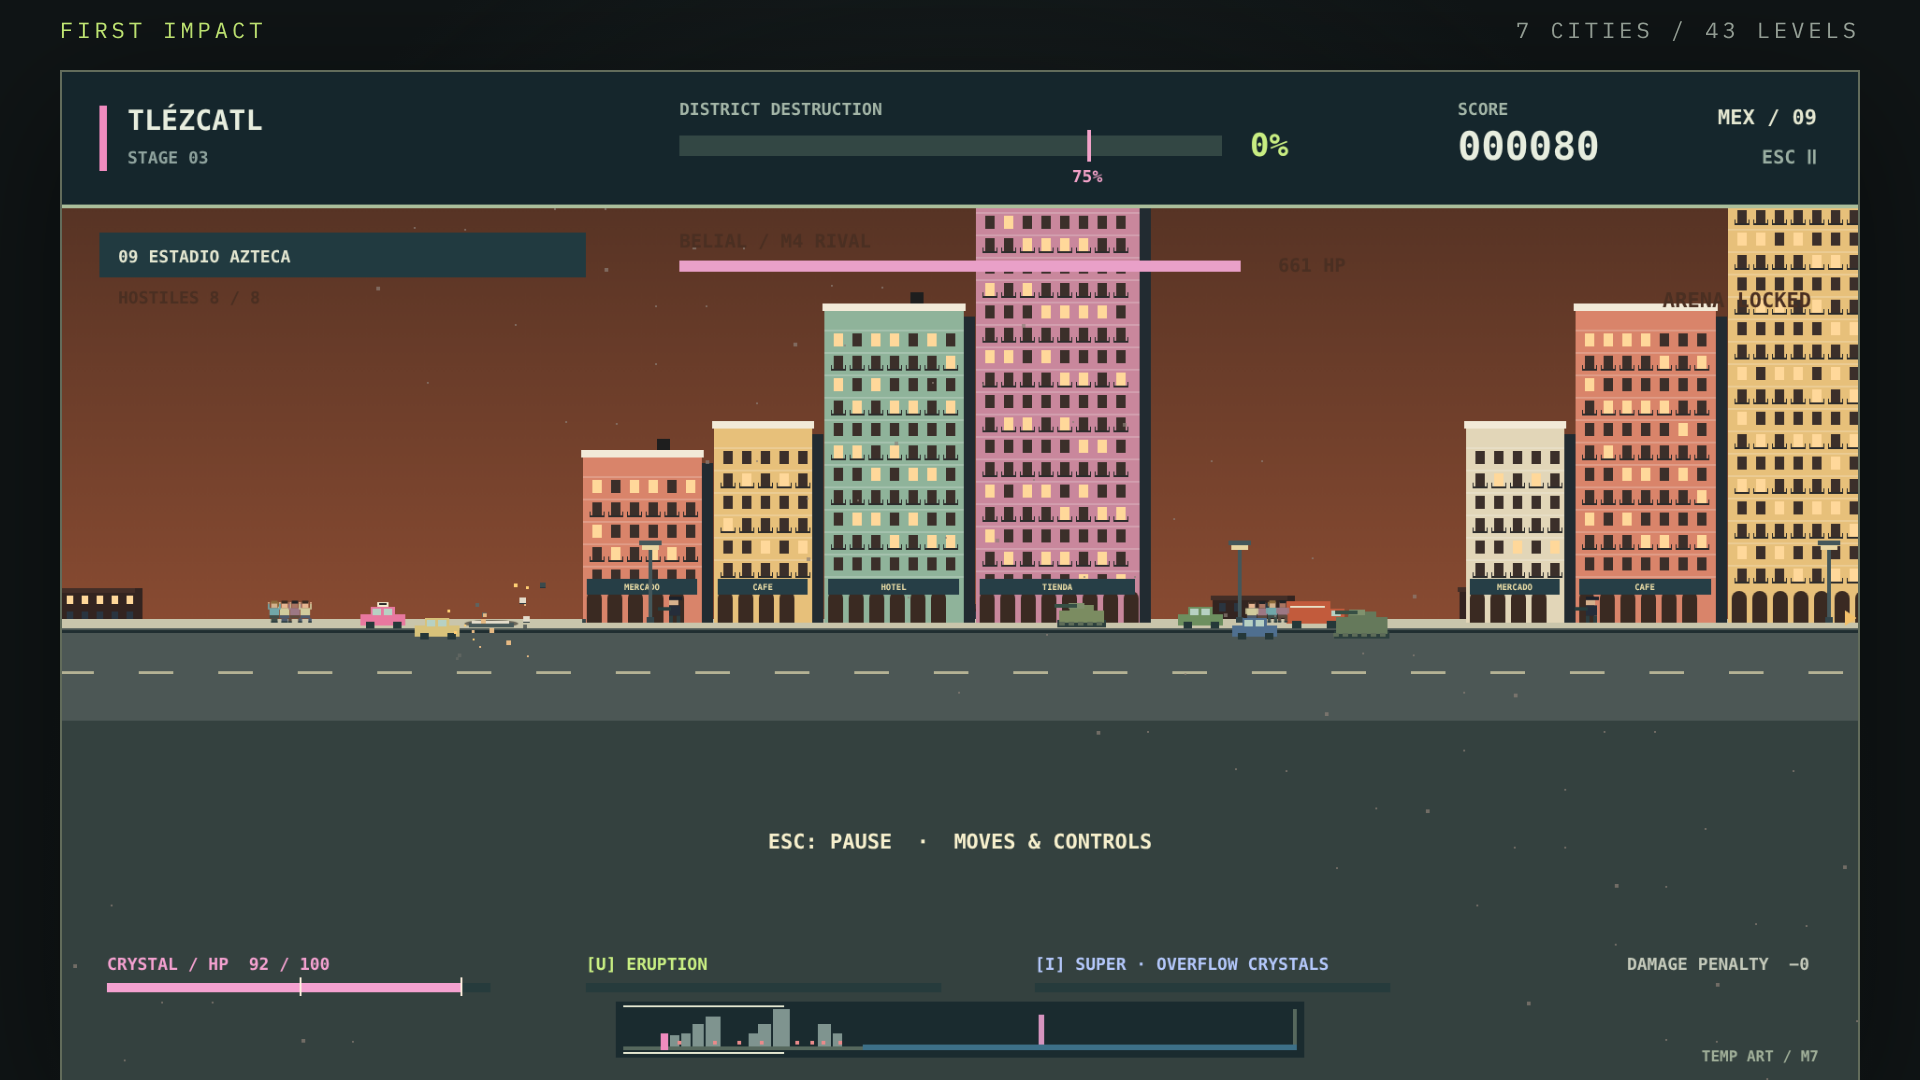 FIRST IMPACT
7 CITIES / 43 LEVELS
TLÉZCATL
STAGE 03
DISTRICT DESTRUCTION
0%
75%
SCORE
000080
MEX / 09
ESC II
09 ESTADIO AZTECA
HOSTILES 8 / 8
BELIAL / M4 RIVAL
661 HP
ARENA LOCKED
MERCADO
CAFE
HOTEL
TIENDA
MERCADO
CAFE
ESC: PAUSE · MOVES & CONTROLS
CRYSTAL / HP 92 / 100
[U] ERUPTION
[I] SUPER · OVERFLOW CRYSTALS
DAMAGE PENALTY −0
TEMP ART / M7